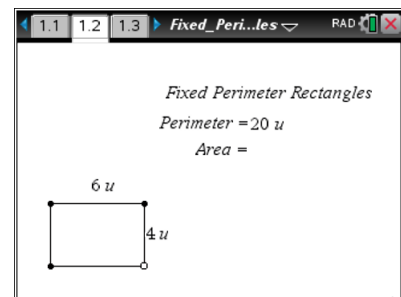 1.1 1.2 1.3 Fixed_Peri...les RAD
Fixed Perimeter Rectangles
Perimeter =20 u
Area =
6 u
4 u